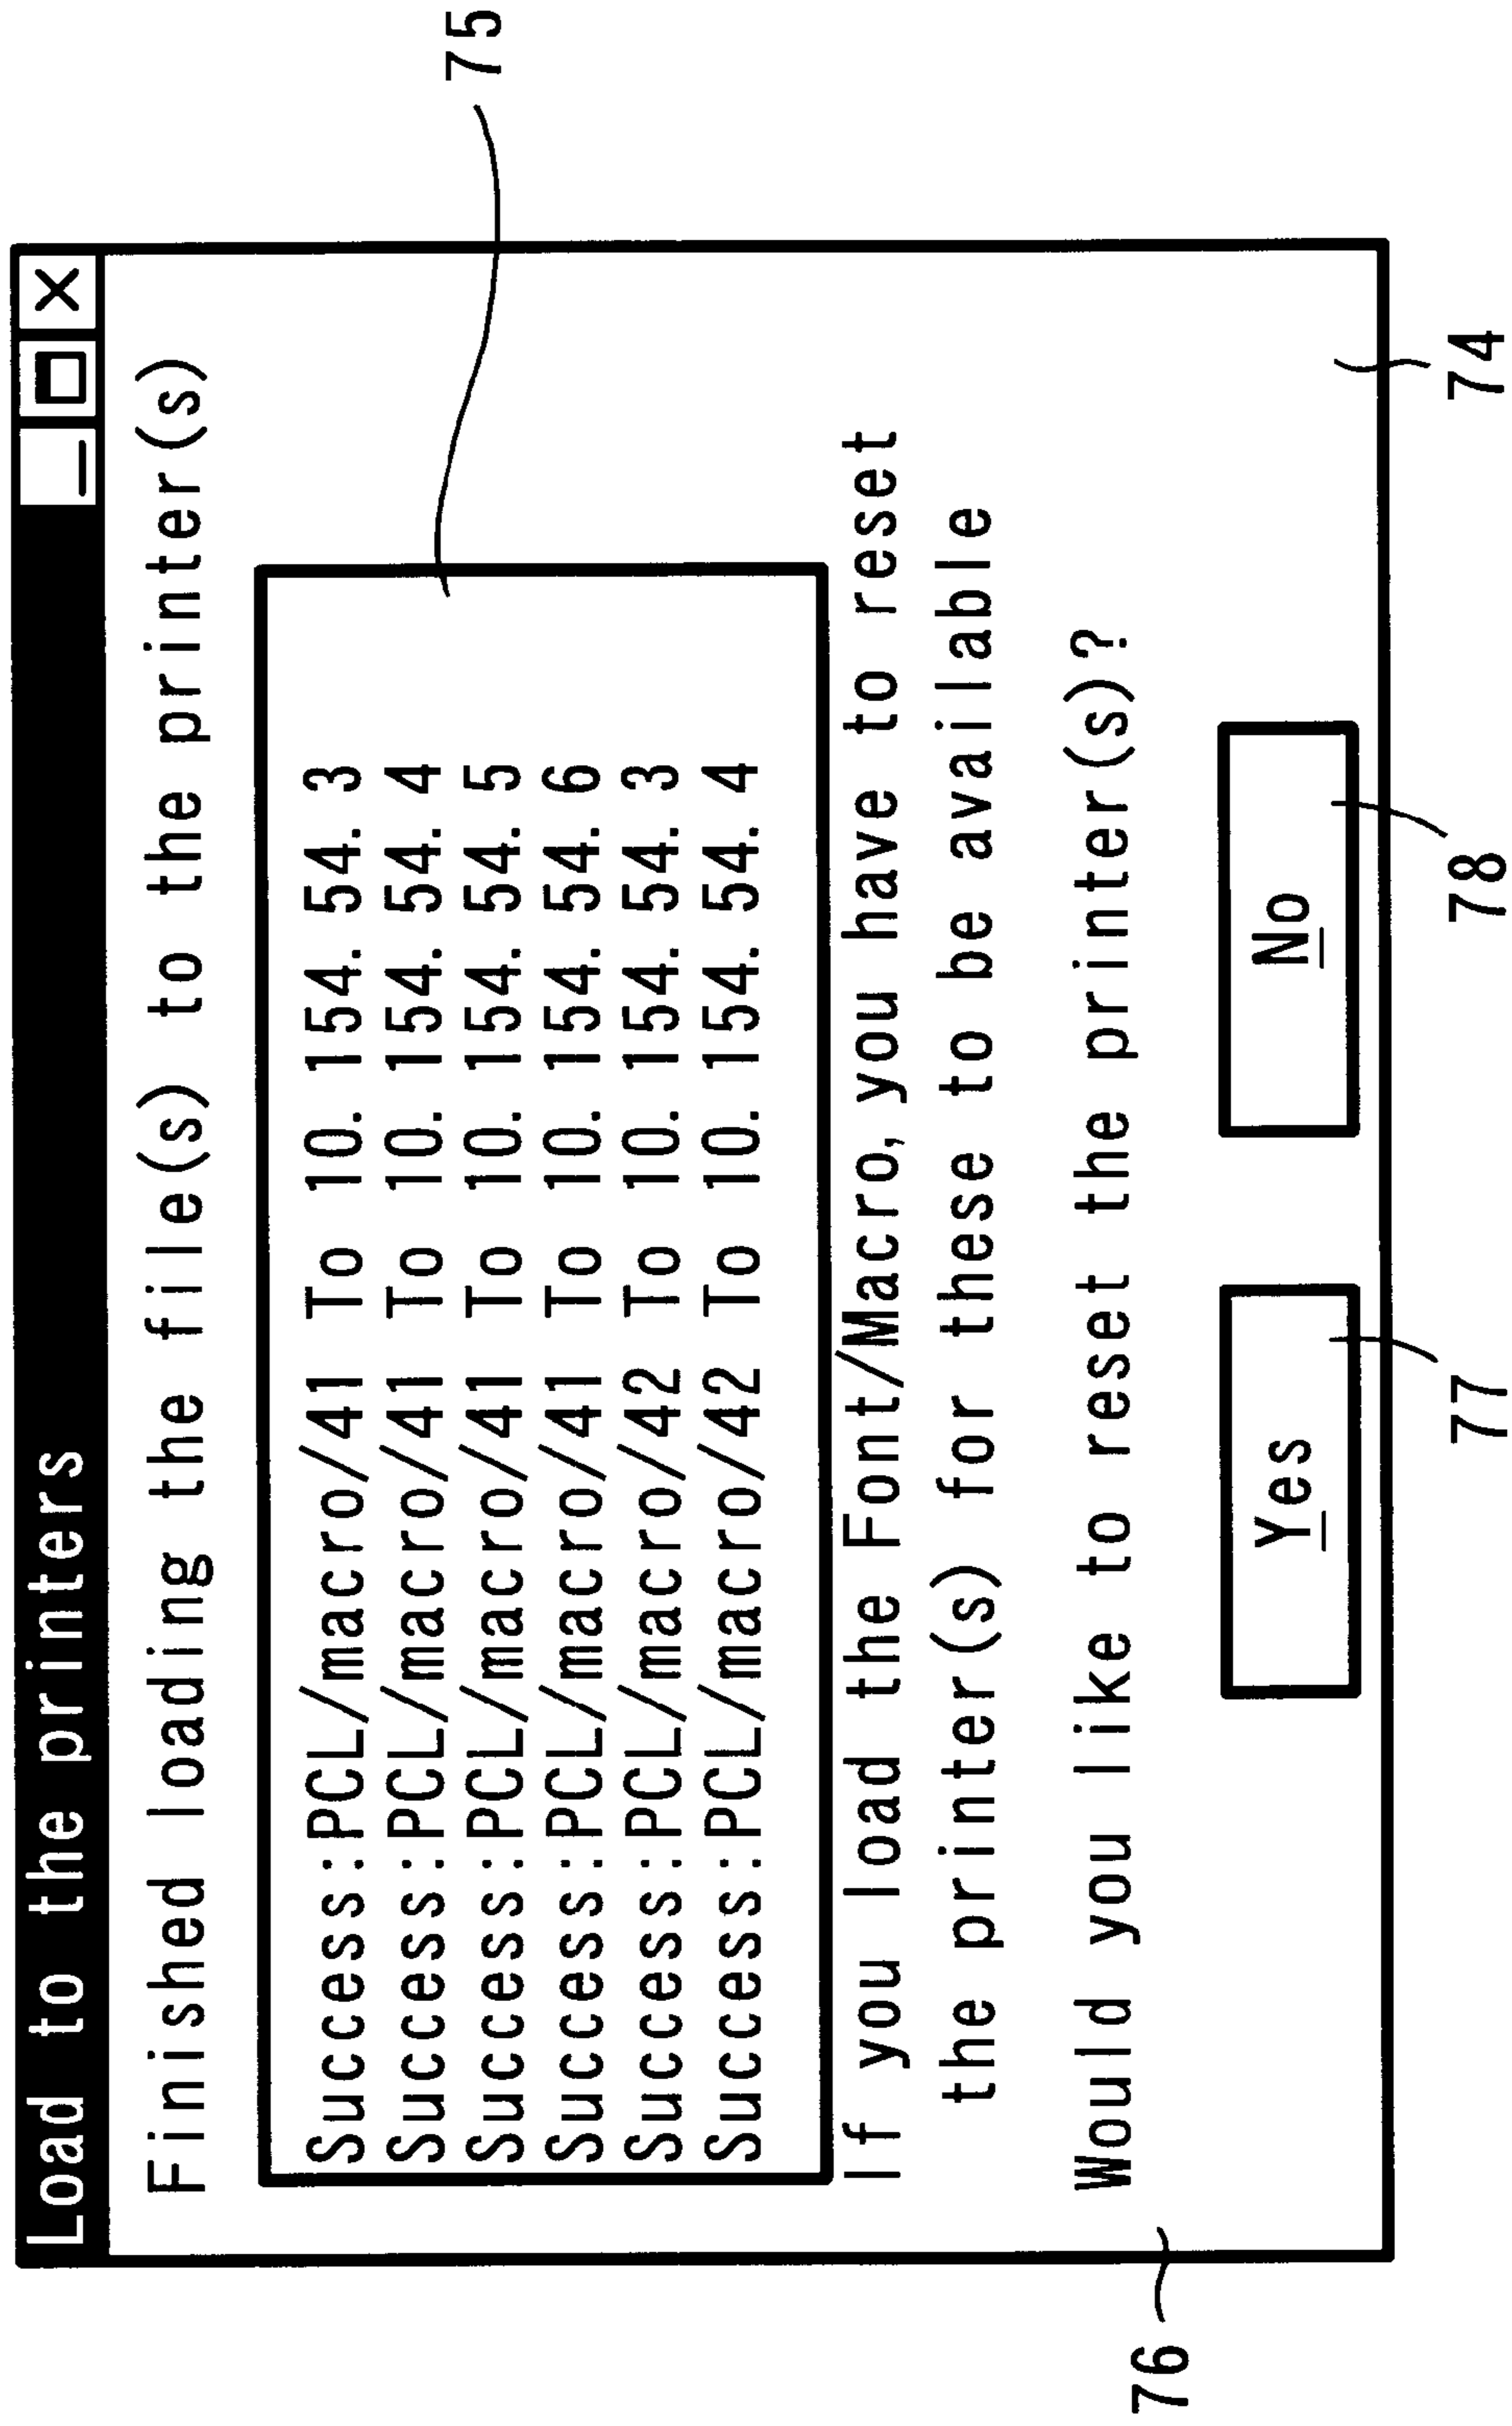 Load to the printers
Finished loading the file(s) to the printer(s)
75
Success:PCL/macro/41 To 10.154.54.3
Success:PCL/macro/41 To 10.154.54.4
Success:PCL/macro/41 To 10.154.54.5
Success:PCL/macro/41 To 10.154.54.6
Success:PCL/macro/42 To 10.154.54.3
Success:PCL/macro/42 To 10.154.54.4
If you load the Font/Macro, you have to reset
the printer(s) for these to be available
76
Would you like to reset the printer(s)?
Yes
No
77
78
74